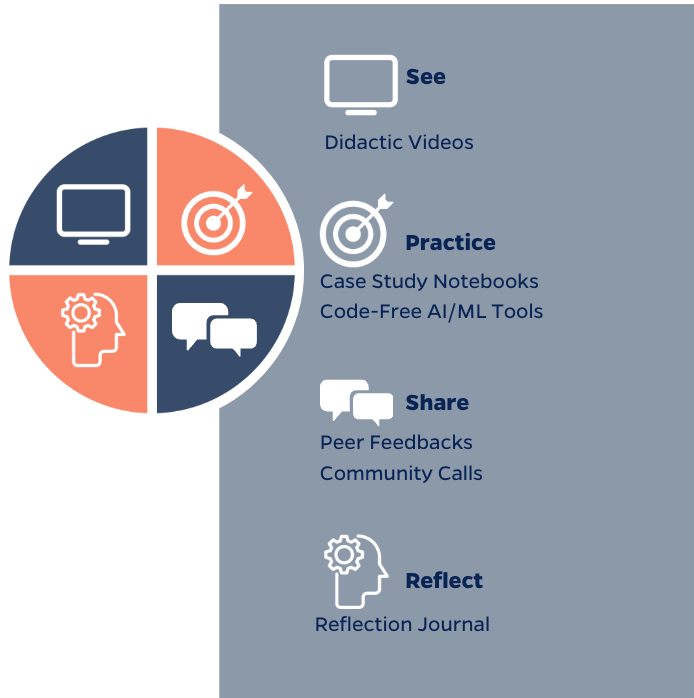 See
Didactic Videos
Practice
Case Study Notebooks
Code-Free AI/ML Tools
Share
Peer Feedbacks
Community Calls
Reflect
Reflection Journal